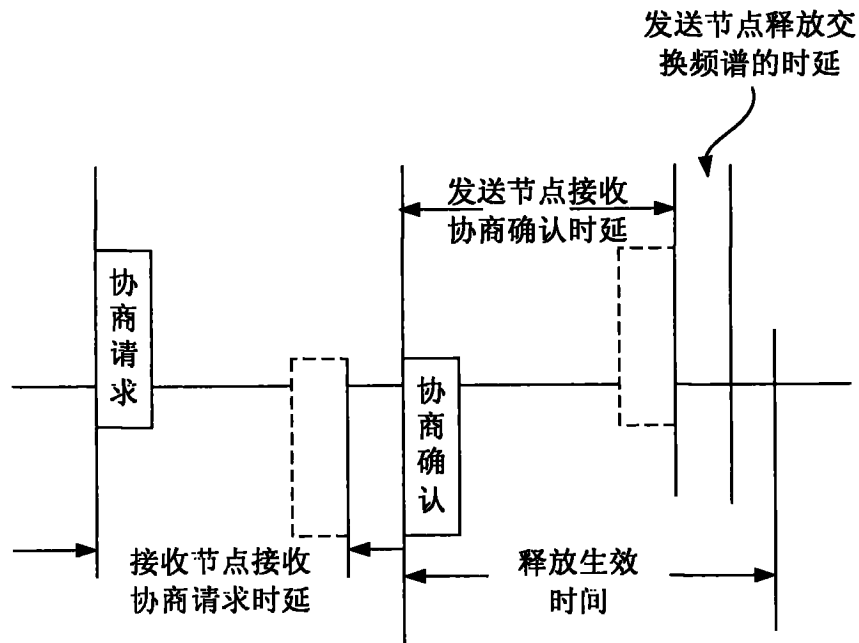 发送节点释放交
换频谱的时延
发送节点接收
协商确认时延
协商请求
协商确认
接收节点接收
协商请求时延
释放生效
时间